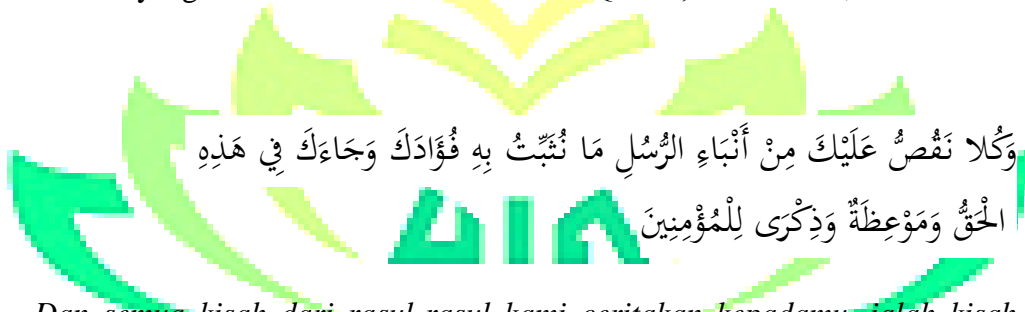 وَكُلا نَقُصُّ عَلَيْكَ مِنْ أَنْبَاءِ الرُّسُلِ مَا نُثَبِّتُ بِهِ فُؤَادَكَ وَجَاءَكَ فِي هَذِهِ
الْحَقُّ وَمَوْعِظَةٌ وَذِكْرَى لِلْمُؤْمِنِينَ
Dan semua kisah dari rasul-rasul kami ceritakan kepadamu, ialah kisah